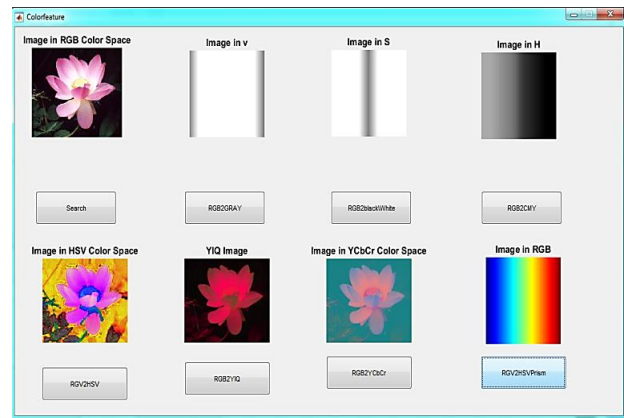 Colorfeature
Image in RGB Color Space
Image in v
Image in S
Image in H
Search
RGB2GRAY
RGB2blackWhite
RGB2CMY
Image in HSV Color Space
YIQ Image
Image in YCbCr Color Space
Image in RGB
RGV2HSV
RGB2YIQ
RGB2YCbCr
RGV2HSVPrism